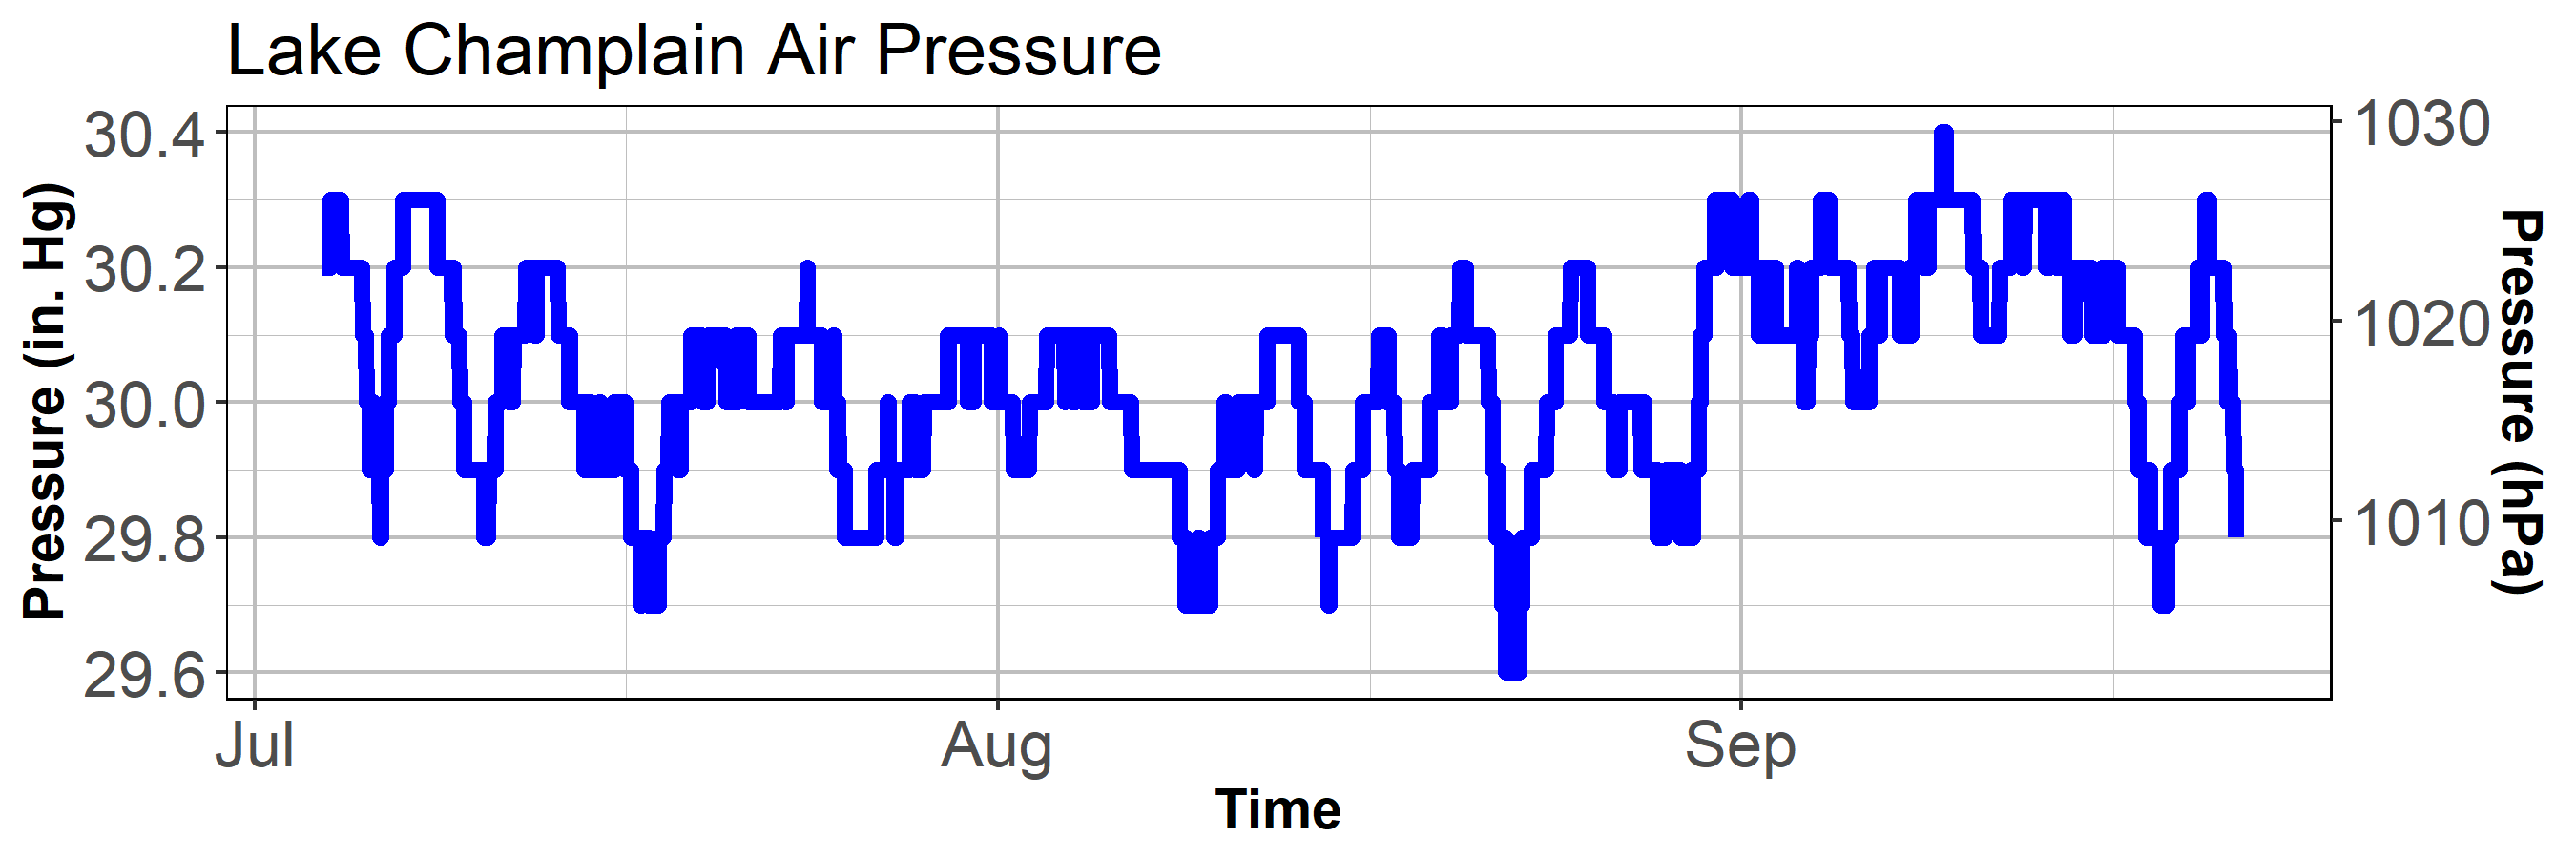 Lake Champlain Air Pressure
Pressure (in. Hg)
30.4
30.2
30.0
29.8
29.6
1030
1020
1010
Pressure (hPa)
Jul
Aug
Sep
Time